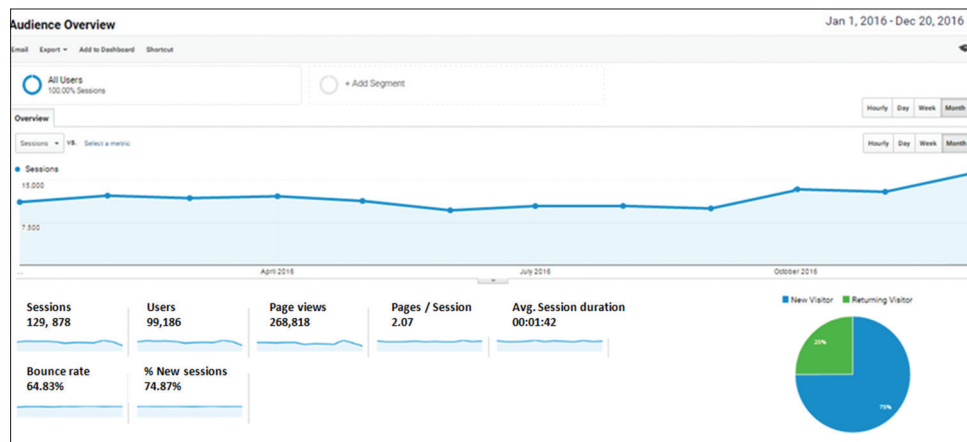 Audience Overview
Jan 1, 2016 - Dec 20, 2016
Email Export Add to Dashboard Shortcut
All Users
100.00% Sessions
+ Add Segment
Hourly Day Week Month
Overview
Sessions VS. Select a metric
Hourly Day Week Month
Sessions
15,000
7,500
...
April 2016
July 2016
October 2016
Sessions
129, 878
Users
99,186
Page views
268,818
Pages / Session
2.07
Avg. Session duration
00:01:42
New Visitor Returning Visitor
Bounce rate
64.83%
% New sessions
74.87%
25%
75%